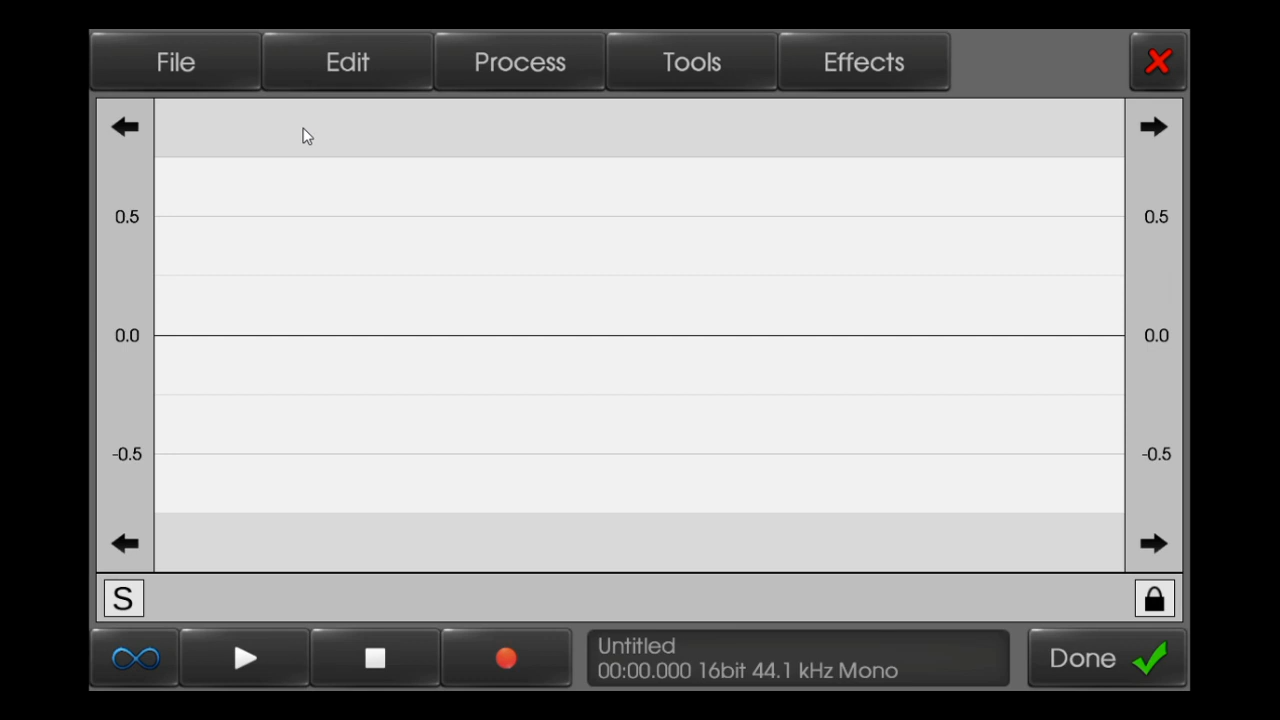 File Edit Process Tools Effects
0.5 0.5
0.0 0.0
-0.5 -0.5
S
Untitled
00:00.000 16bit 44.1 kHz Mono
Done